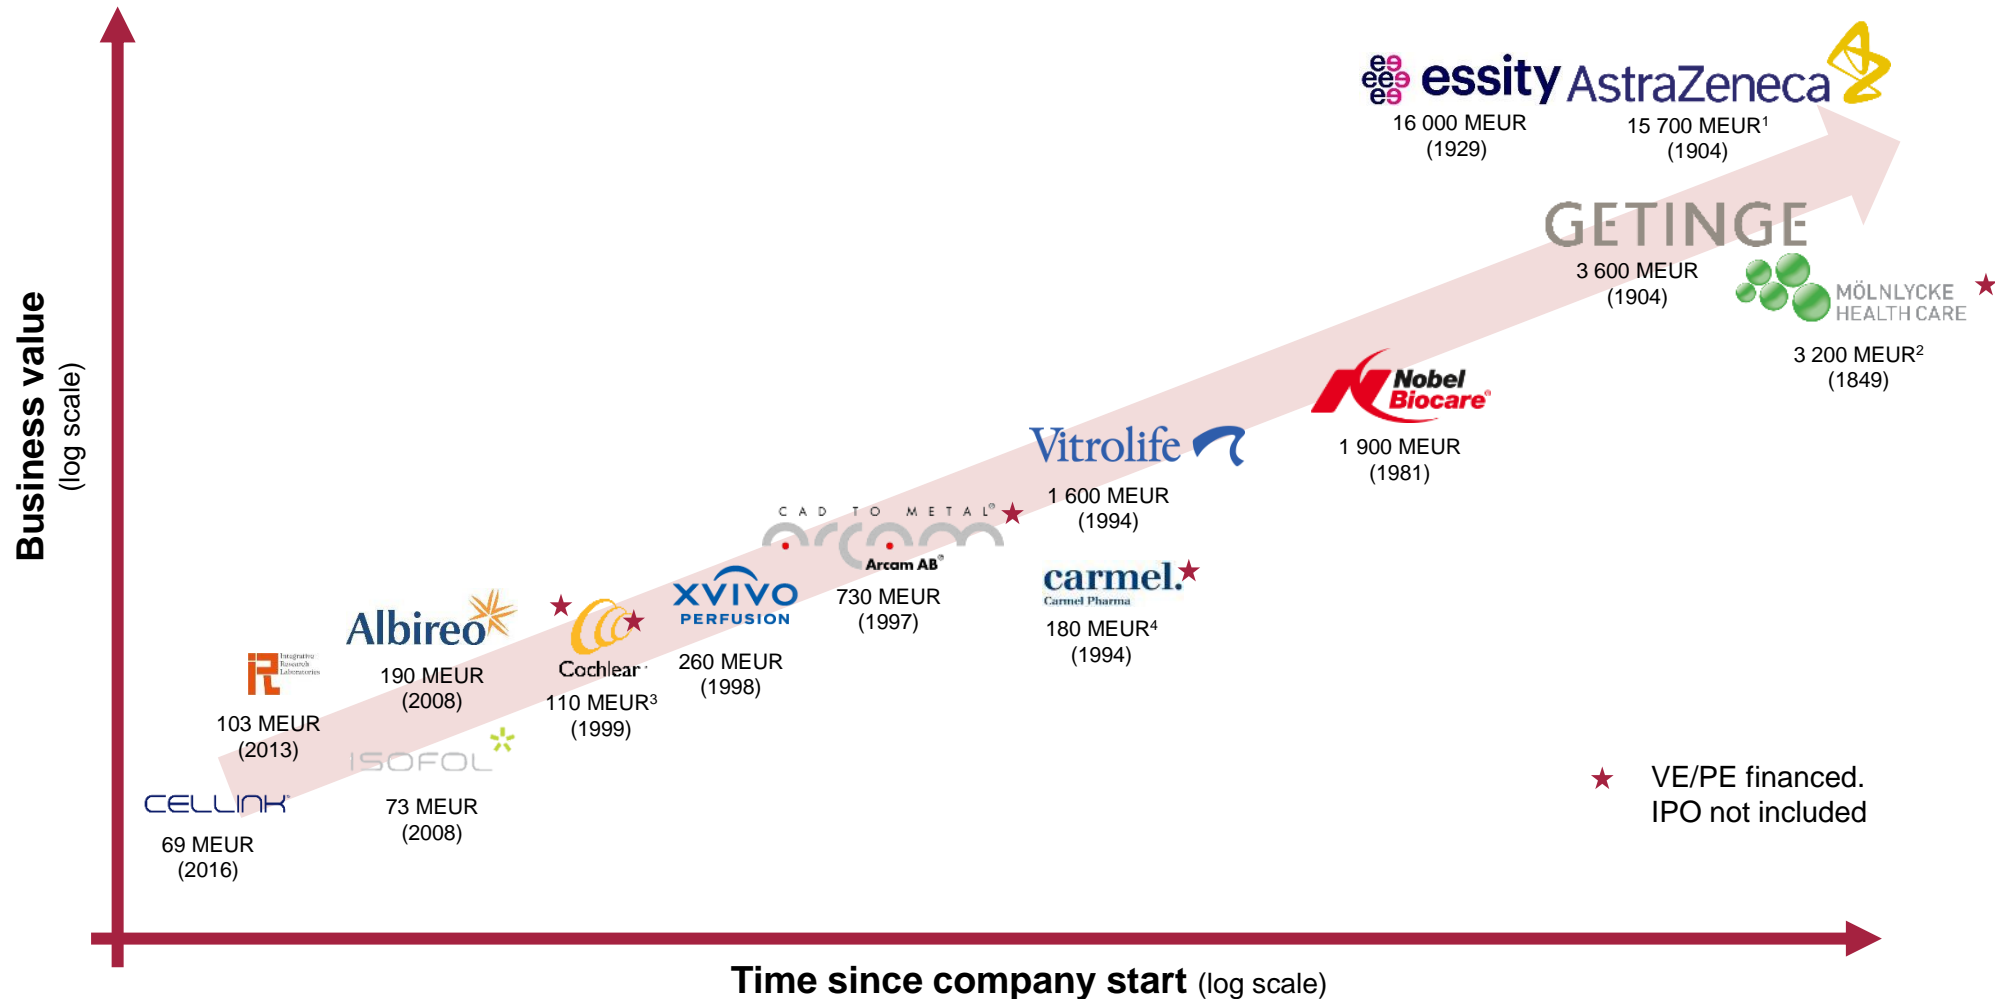 Business value
(log scale)
essity
16 000 MEUR
(1929)
AstraZeneca
15 700 MEUR¹
(1904)
GETINGE
3 600 MEUR
(1904)
MÖLNLYCKE
HEALTH CARE
3 200 MEUR²
(1849)
Nobel
Biocare®
1 900 MEUR
(1981)
Vitrolife
1 600 MEUR
(1994)
CAD TO METAL®
arcam
Arcam AB®
730 MEUR
(1997)
carmel.
Carmel Pharma
180 MEUR⁴
(1994)
XVIVO
PERFUSION
260 MEUR
(1998)
Cochlear
110 MEUR³
(1999)
Albireo
190 MEUR
(2008)
Integrative
Research
Laboratories
103 MEUR
(2013)
ISOFOL
73 MEUR
(2008)
CELLINK
69 MEUR
(2016)
VE/PE financed.
IPO not included
Time since company start (log scale)